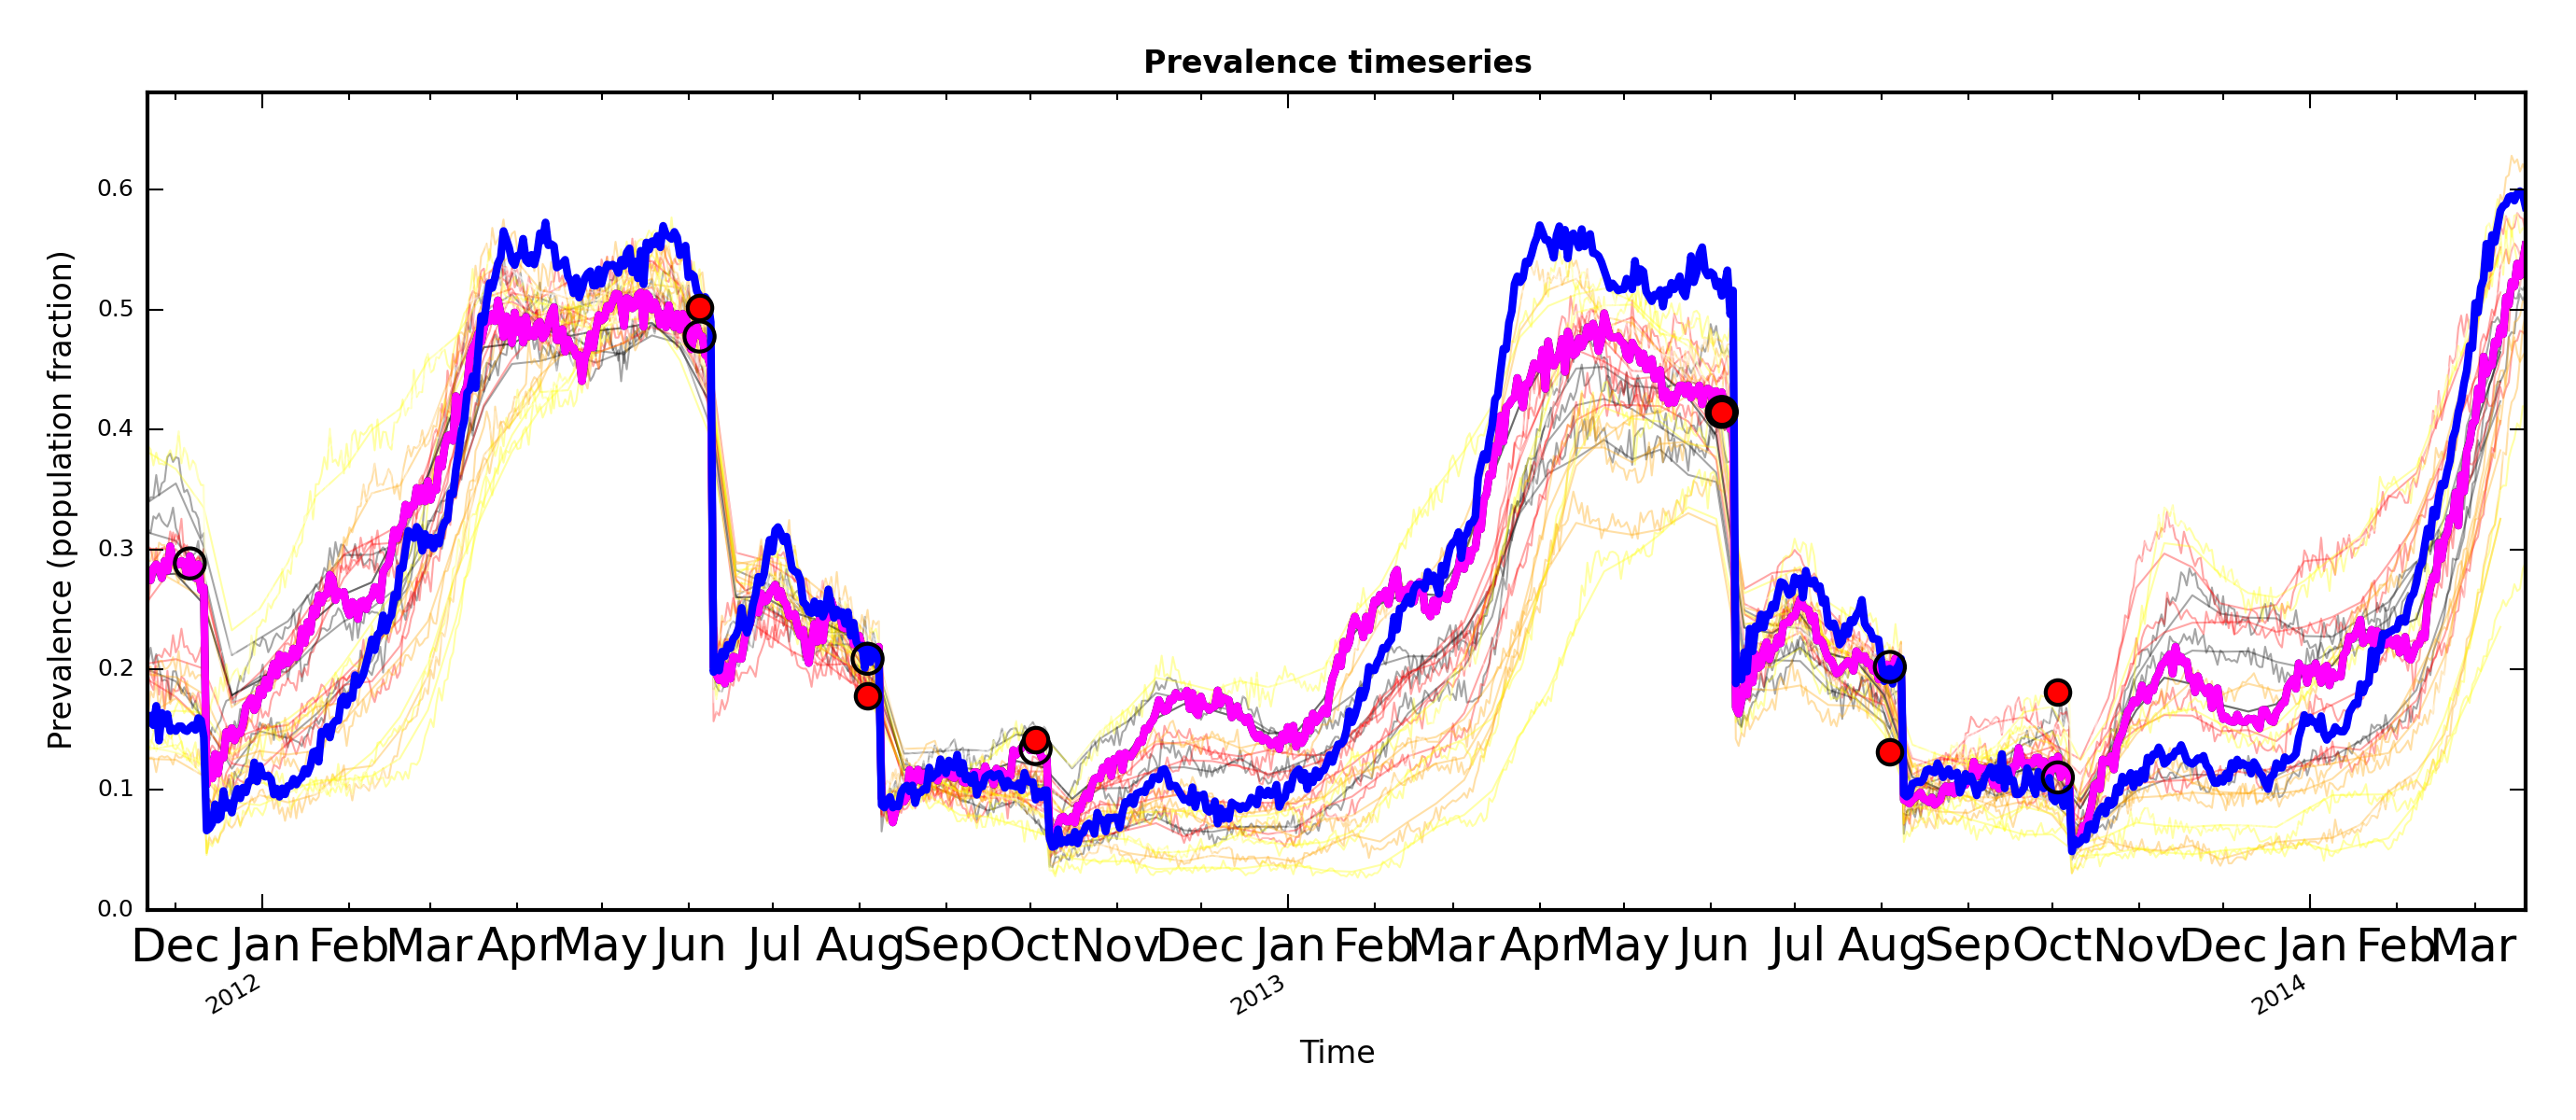 Prevalence timeseries
Prevalence (population fraction)
0.6
0.5
0.4
0.3
0.2
0.1
0.0
Dec Jan Feb Mar Apr May Jun Jul Aug Sep Oct Nov Dec Jan Feb Mar Apr May Jun Jul Aug Sep Oct Nov Dec Jan Feb Mar
2012 2013 2014
Time